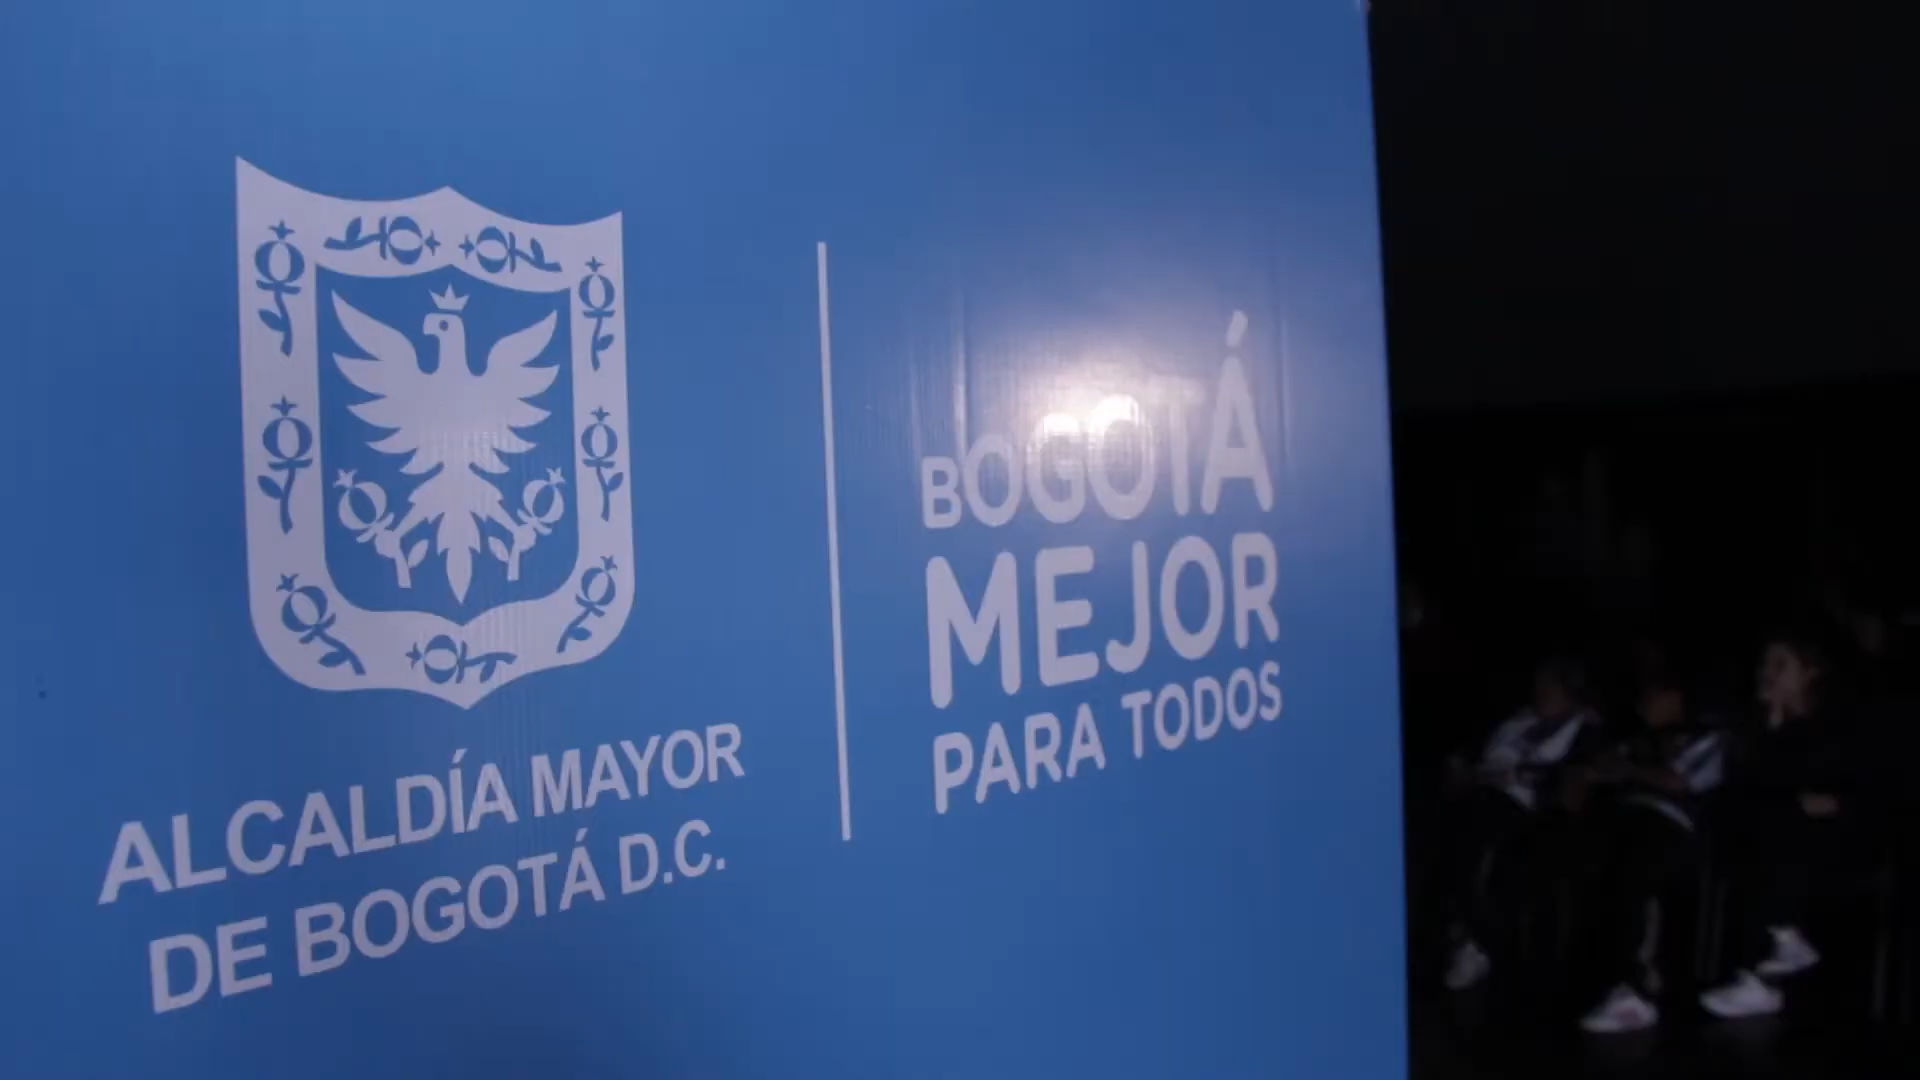 ALCALDÍA MAYOR
DE BOGOTÁ D.C.
BOGOTÁ
MEJOR
PARA TODOS